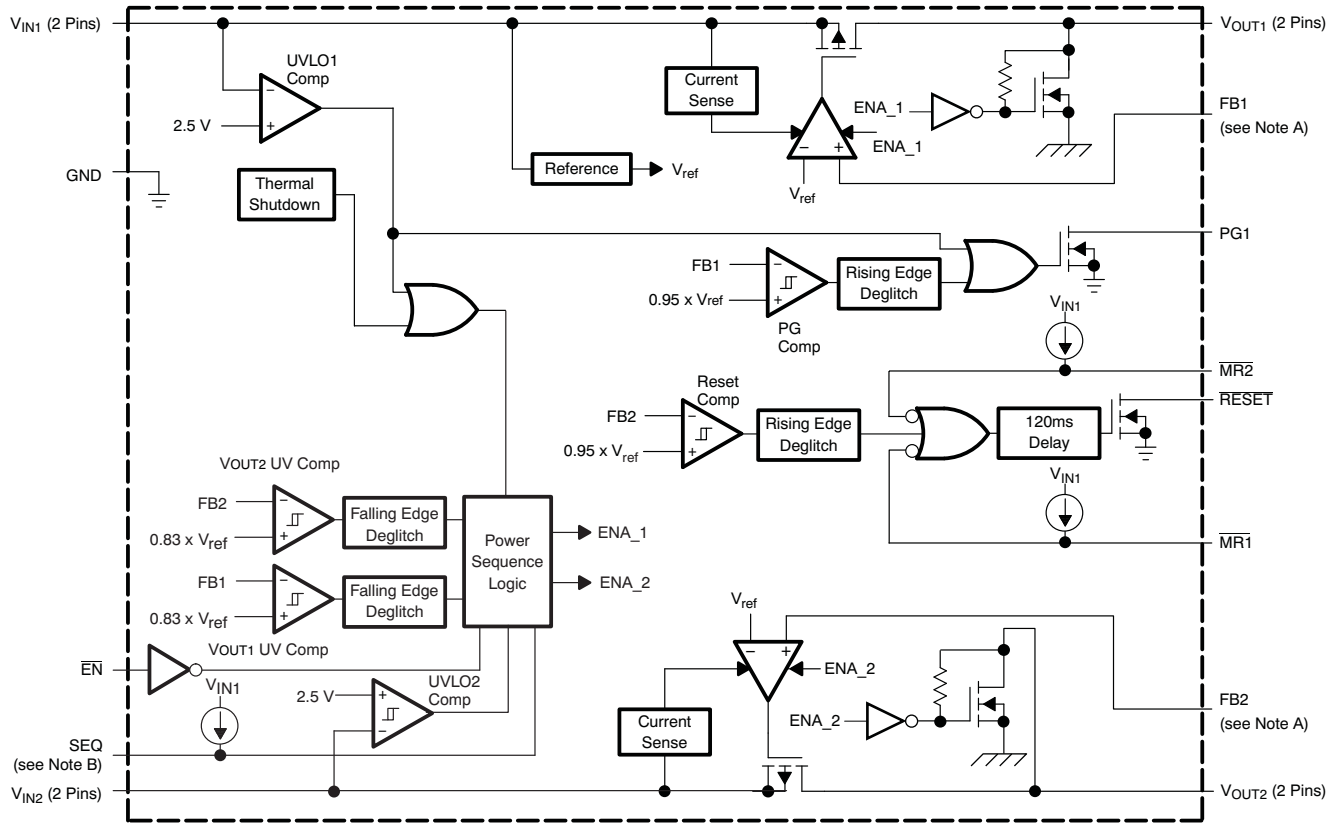 VIN1 (2 Pins)
VOUT1 (2 Pins)
UVLO1
Comp
−
2.5 V
+
Current
Sense
ENA_1
ENA_1
− +
Vref
FB1
(see Note A)
GND
Thermal
Shutdown
Reference
Vref
PG1
FB1
−
0.95 x Vref
+
PG
Comp
Rising Edge
Deglitch
VIN1
MR2
RESET
Reset
Comp
FB2
−
0.95 x Vref
+
Rising Edge
Deglitch
120ms
Delay
VIN1
MR1
VOUT2 UV Comp
FB2
−
0.83 x Vref
+
Falling Edge
Deglitch
FB1
−
0.83 x Vref
+
Falling Edge
Deglitch
VOUT1 UV Comp
Power
Sequence
Logic
ENA_1
ENA_2
EN
VIN1
2.5 V
+
−
UVLO2
Comp
SEQ
(see Note B)
VIN2 (2 Pins)
Vref
− +
ENA_2
Current
Sense
ENA_2
FB2
(see Note A)
VOUT2 (2 Pins)